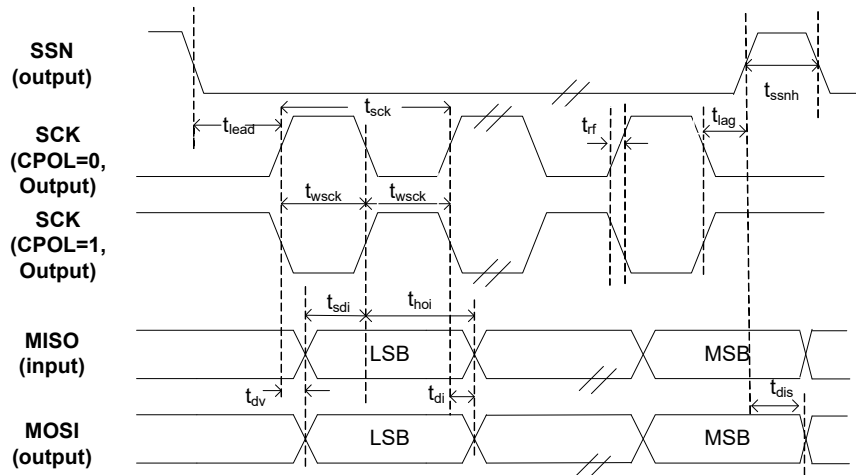 SSN
(output)
t_ssnh
t_sck
t_lead
t_rf
t_lag
SCK
(CPOL=0,
Output)
t_wsck t_wsck
SCK
(CPOL=1,
Output)
t_sdi t_hoi
MISO
(input)
LSB MSB
t_dv t_di t_dis
MOSI
(output)
LSB MSB